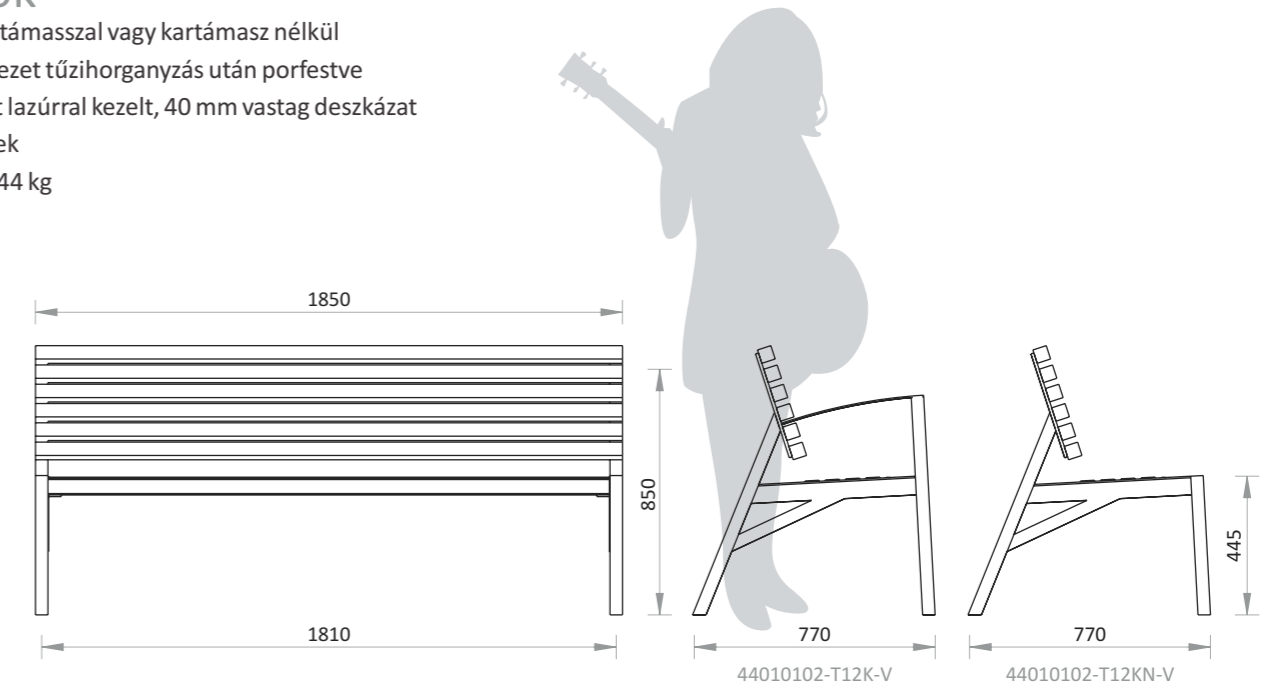 támasszal vagy kartámasz nélkül
ezet tűzihorganyzás után porfestve
t lazúrral kezelt, 40 mm vastag deszkázat
ek
44 kg
1850
850
445
1810
770
770
44010102-T12K-V
44010102-T12KN-V